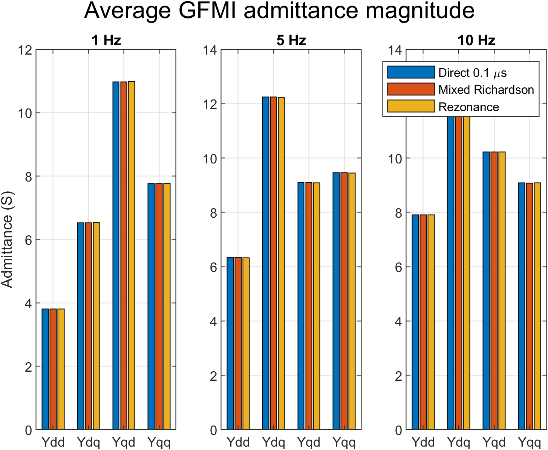 Average GFMI admittance magnitude
1 Hz
5 Hz
10 Hz
Admittance (S)
12
10
8
6
4
2
0
Ydd Ydq Yqd Yqq
14
12
10
8
6
4
2
0
Ydd Ydq Yqd Yqq
14
10
8
6
4
2
0
Ydd Ydq Yqd Yqq
Direct 0.1 μs
Mixed Richardson
Rezonance